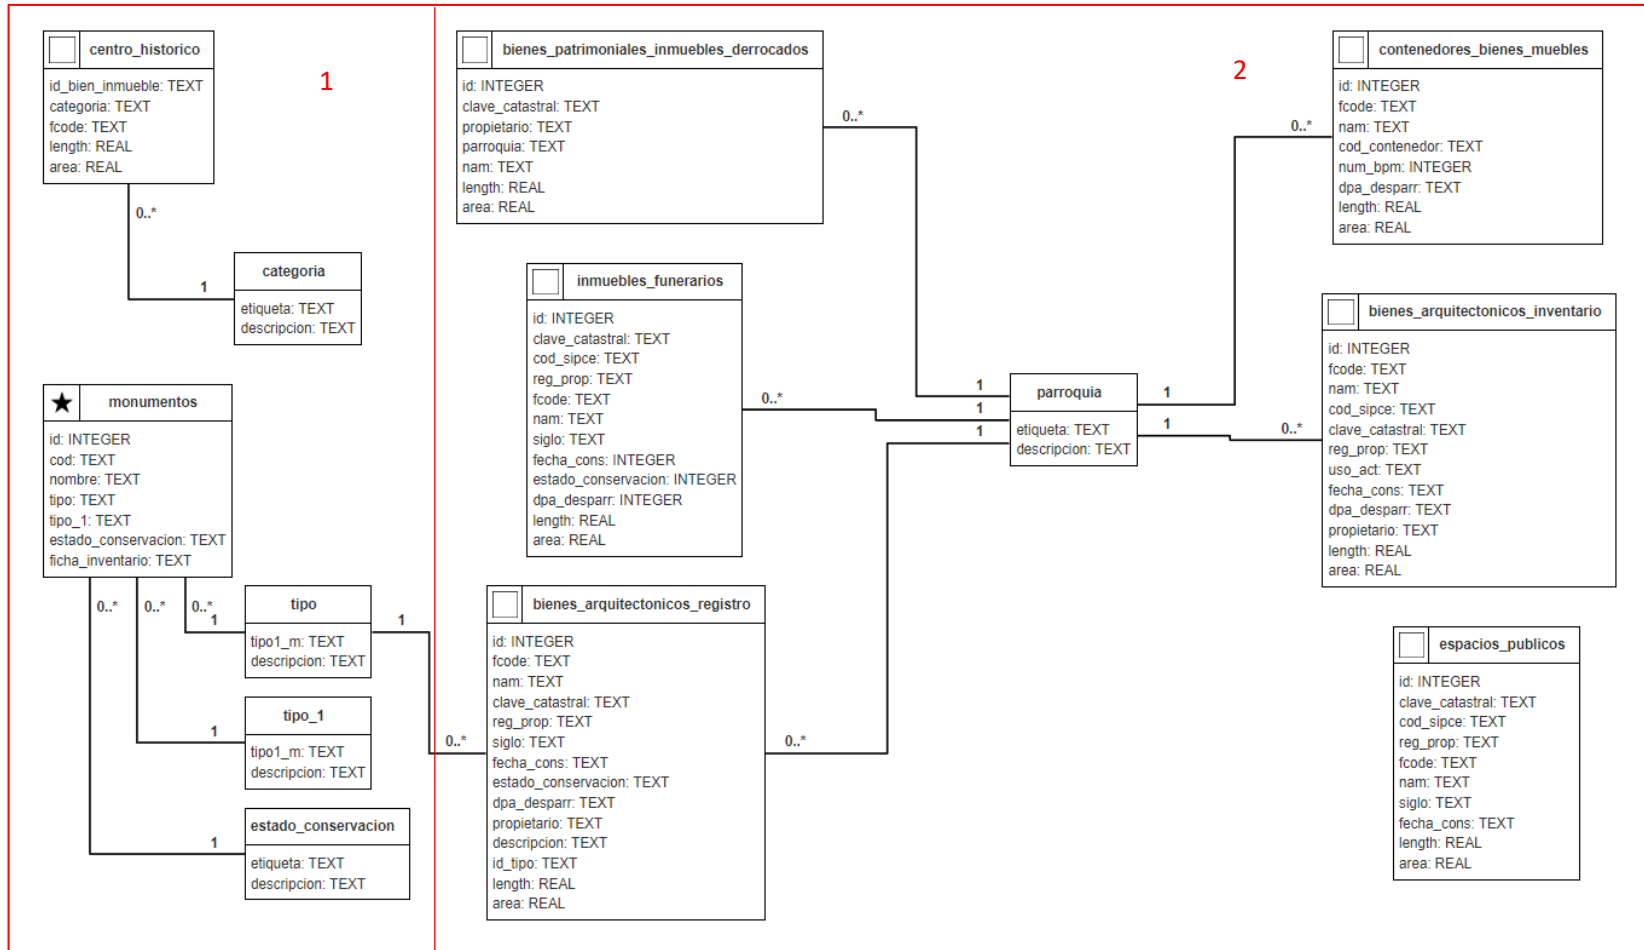 1
centro_historico
id_bien_inmueble: TEXT
categoria: TEXT
fcode: TEXT
length: REAL
area: REAL
0..*
1
categoria
etiqueta: TEXT
descripcion: TEXT
monumentos
id: INTEGER
cod: TEXT
nombre: TEXT
tipo: TEXT
tipo_1: TEXT
estado_conservacion: TEXT
ficha_inventario: TEXT
0..* 0..* 0..*
1
tipo
tipo1_m: TEXT
descripcion: TEXT
1
1
tipo_1
tipo1_m: TEXT
descripcion: TEXT
1
estado_conservacion
etiqueta: TEXT
descripcion: TEXT
2
bienes_patrimoniales_inmuebles_derrocados
id: INTEGER
clave_catastral: TEXT
propietario: TEXT
parroquia: TEXT
nam: TEXT
length: REAL
area: REAL
0..*
inmuebles_funerarios
id: INTEGER
clave_catastral: TEXT
cod_sipce: TEXT
reg_prop: TEXT
fcode: TEXT
nam: TEXT
siglo: TEXT
fecha_cons: INTEGER
estado_conservacion: INTEGER
dpa_desparr: INTEGER
length: REAL
area: REAL
0..*
bienes_arquitectonicos_registro
id: INTEGER
fcode: TEXT
nam: TEXT
clave_catastral: TEXT
reg_prop: TEXT
siglo: TEXT
fecha_cons: TEXT
estado_conservacion: TEXT
dpa_desparr: TEXT
propietario: TEXT
descripcion: TEXT
id_tipo: TEXT
length: REAL
area: REAL
0..*
0..*
1
1
1
parroquia
etiqueta: TEXT
descripcion: TEXT
1
1
0..*
contenedores_bienes_muebles
id: INTEGER
fcode: TEXT
nam: TEXT
cod_contenedor: TEXT
num_bpm: INTEGER
dpa_desparr: TEXT
length: REAL
area: REAL
0..*
bienes_arquitectonicos_inventario
id: INTEGER
fcode: TEXT
nam: TEXT
cod_sipce: TEXT
clave_catastral: TEXT
reg_prop: TEXT
uso_act: TEXT
fecha_cons: TEXT
dpa_desparr: TEXT
propietario: TEXT
length: REAL
area: REAL
espacios_publicos
id: INTEGER
clave_catastral: TEXT
cod_sipce: TEXT
reg_prop: TEXT
fcode: TEXT
nam: TEXT
siglo: TEXT
fecha_cons: TEXT
length: REAL
area: REAL